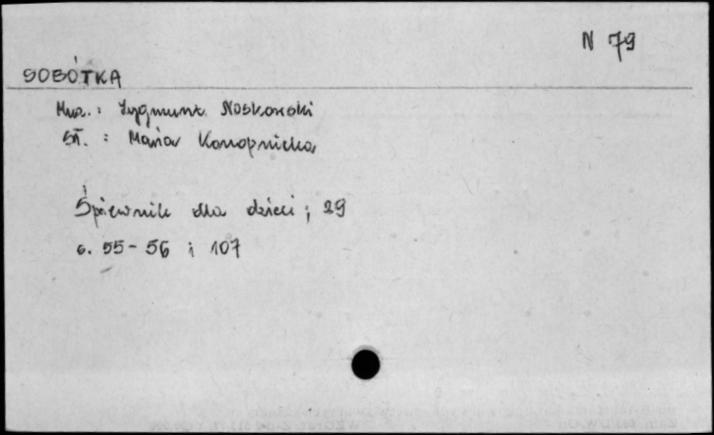 N 79
SOBÓTKA
Muz. : Zygmunt Noskowski
Sł. : Maria Konopnicka
Śpiewnik dla dzieci ; 29
s. 55-56 i 107